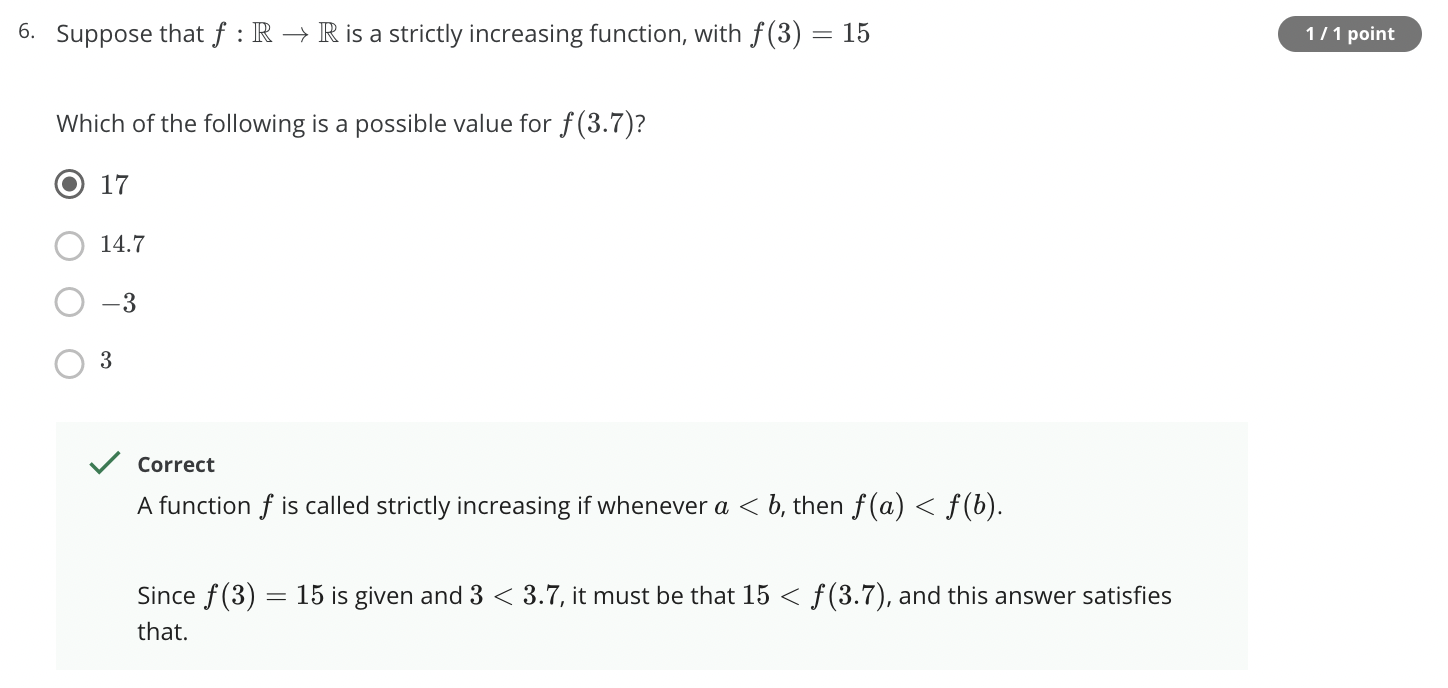 6. Suppose that f : ℝ → ℝ is a strictly increasing function, with f(3) = 15
1 / 1 point
Which of the following is a possible value for f(3.7)?
17
14.7
−3
3
Correct
A function f is called strictly increasing if whenever a < b, then f(a) < f(b).
Since f(3) = 15 is given and 3 < 3.7, it must be that 15 < f(3.7), and this answer satisfies
that.